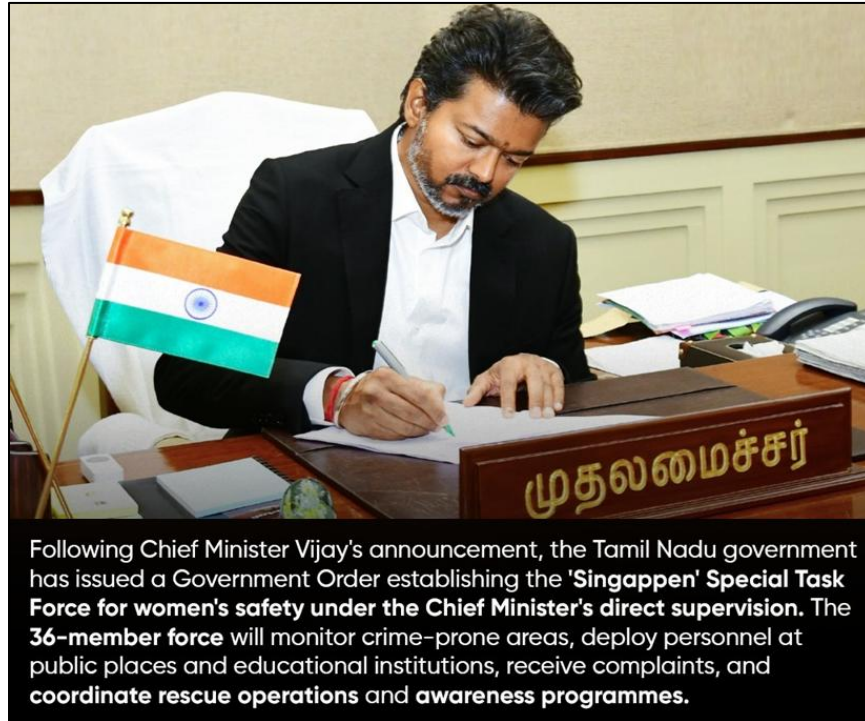 முதலமைச்சர்
Following Chief Minister Vijay's announcement, the Tamil Nadu government
has issued a Government Order establishing the 'Singappen' Special Task
Force for women's safety under the Chief Minister's direct supervision. The
36-member force will monitor crime-prone areas, deploy personnel at
public places and educational institutions, receive complaints, and
coordinate rescue operations and awareness programmes.